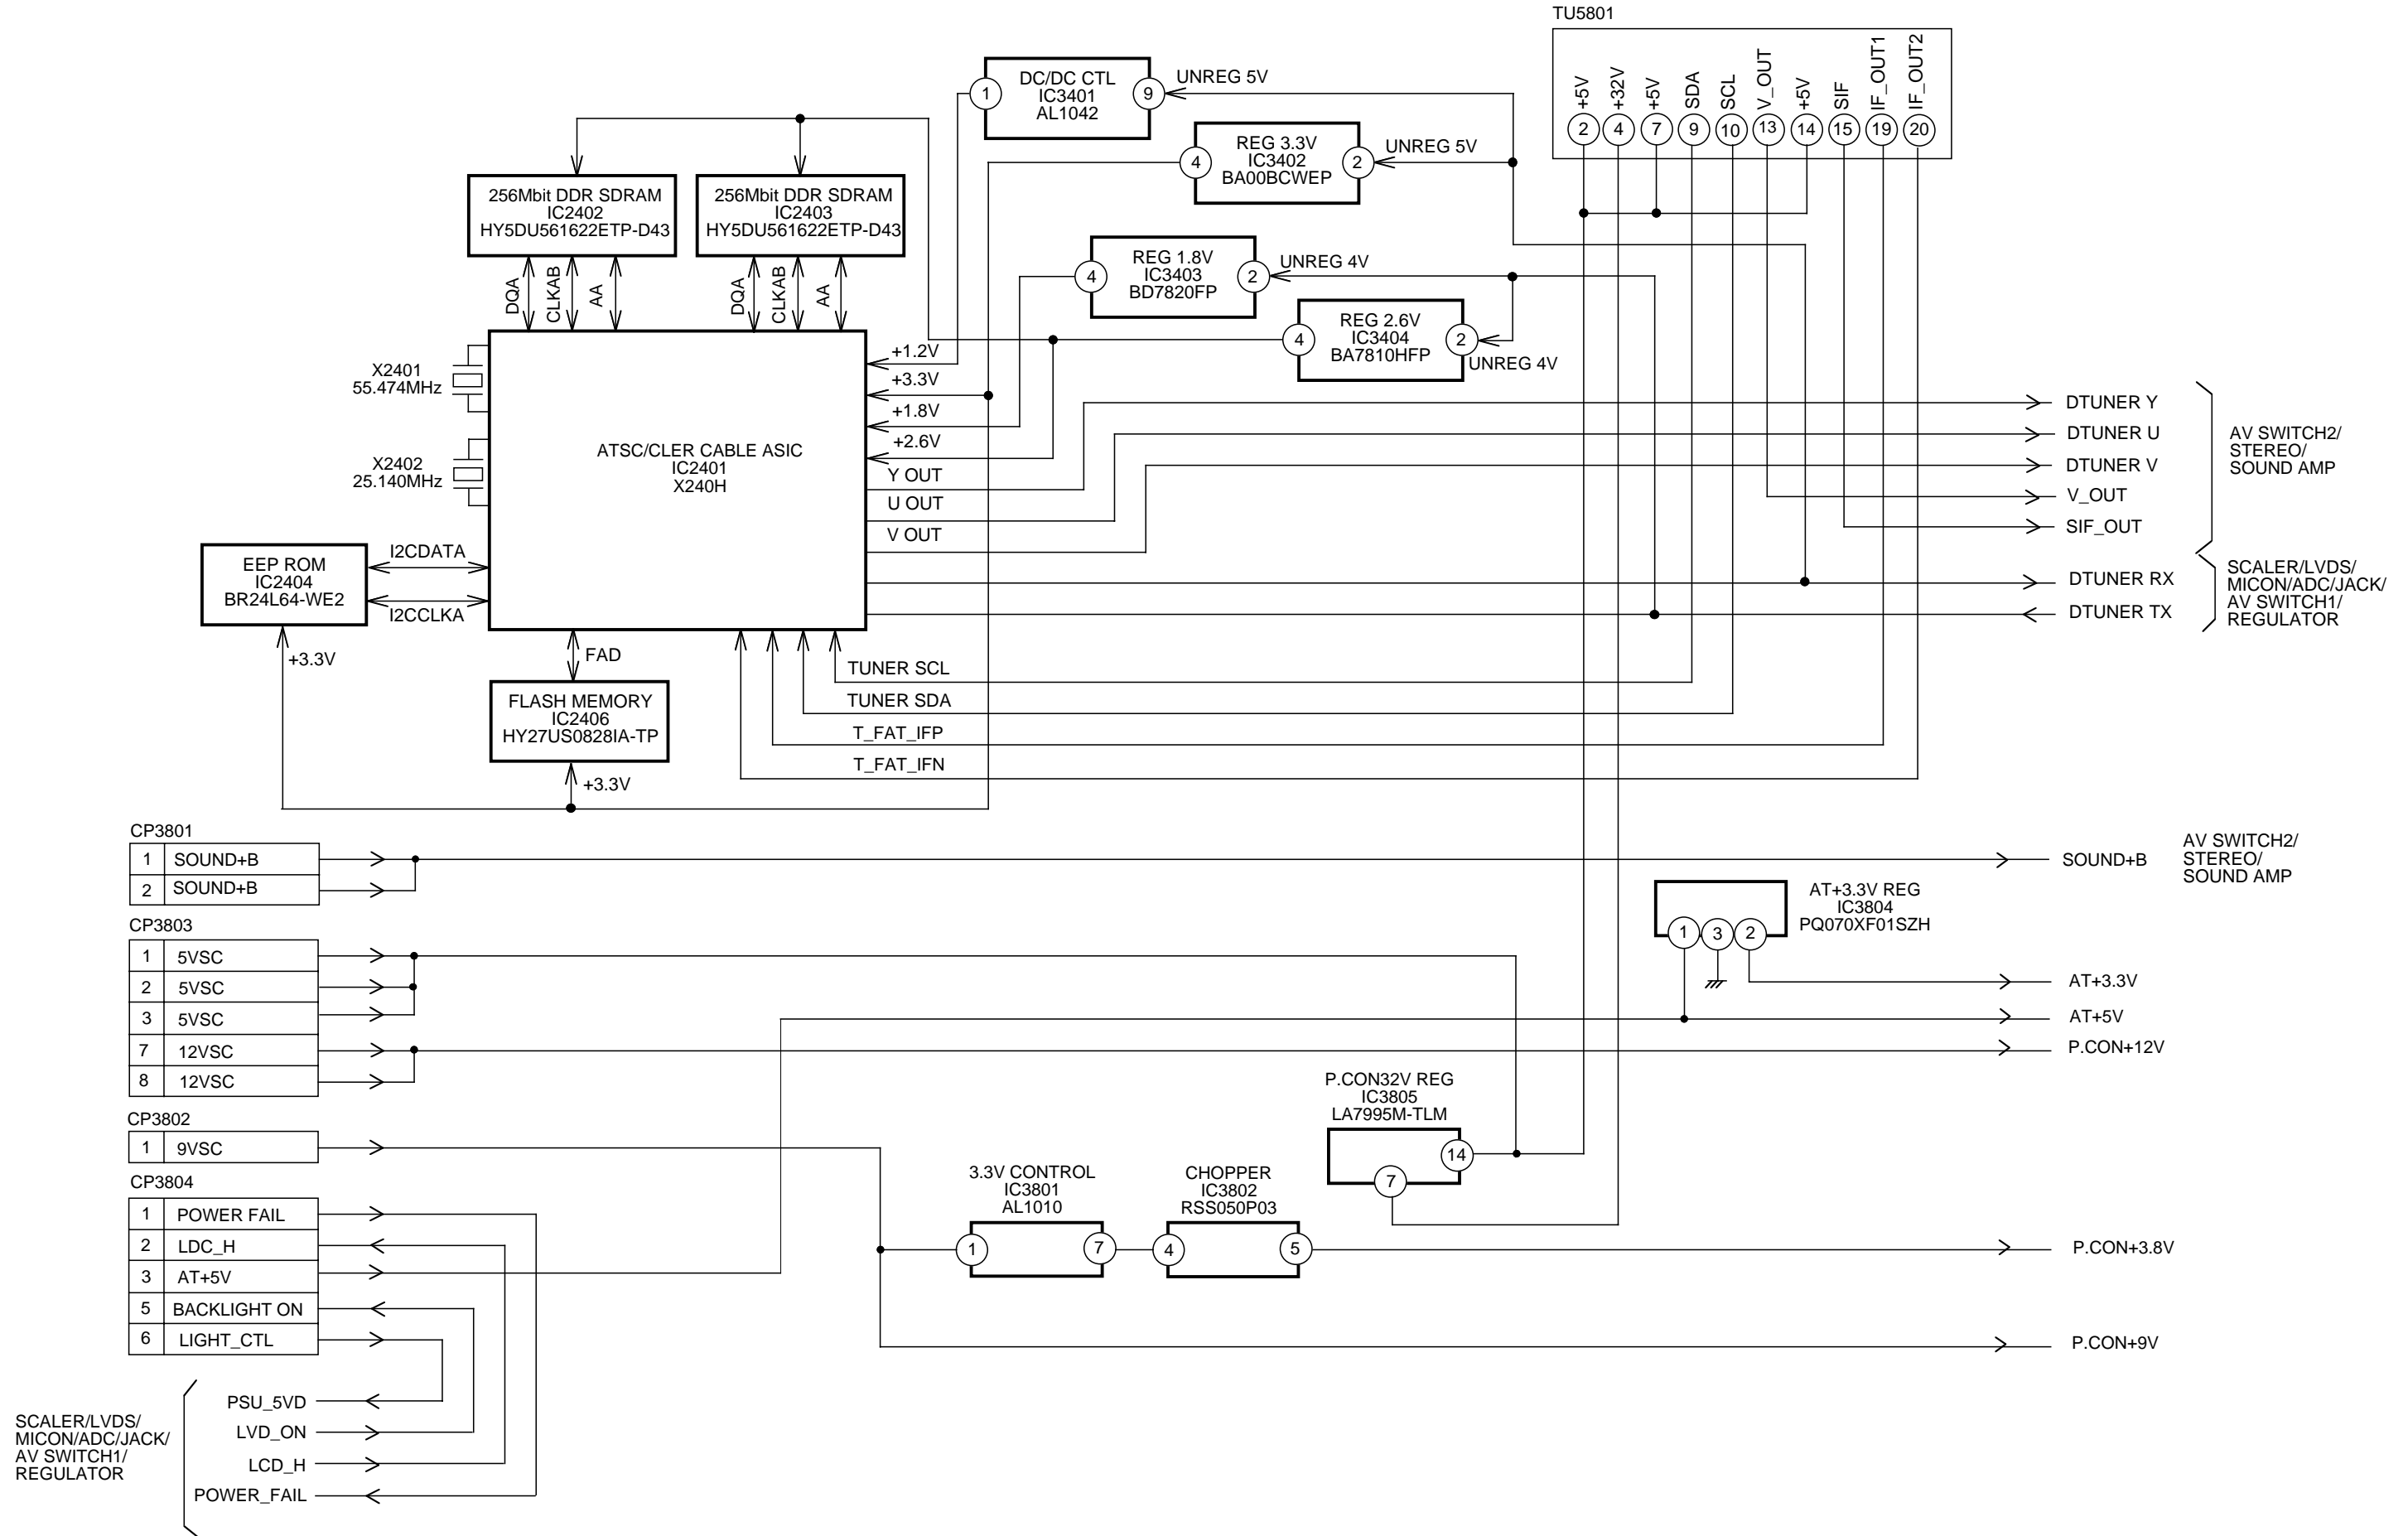 TU5801
+5V
+32V
+5V
SDA
SCL
V_OUT
+5V
SIF
IF_OUT1
IF_OUT2
2
4
7
9
10
13
14
15
19
20
DC/DC CTL
IC3401
AL1042
1
9
UNREG 5V
REG 3.3V
IC3402
BA00BCWEP
4
2
UNREG 5V
256Mbit DDR SDRAM
IC2402
HY5DU561622ETP-D43
256Mbit DDR SDRAM
IC2403
HY5DU561622ETP-D43
REG 1.8V
IC3403
BD7820FP
4
2
UNREG 4V
REG 2.6V
IC3404
BA7810HFP
4
2
UNREG 4V
DQA
CLKAB
AA
DQA
CLKAB
AA
X2401
55.474MHz
X2402
25.140MHz
ATSC/CLER CABLE ASIC
IC2401
X240H
+1.2V
+3.3V
+1.8V
+2.6V
Y OUT
U OUT
V OUT
DTUNER Y
DTUNER U
DTUNER V
V_OUT
SIF_OUT
AV SWITCH2/
STEREO/
SOUND AMP
DTUNER RX
DTUNER TX
SCALER/LVDS/
MICON/ADC/JACK/
AV SWITCH1/
REGULATOR
EEP ROM
IC2404
BR24L64-WE2
I2CDATA
I2CCLKA
+3.3V
FAD
FLASH MEMORY
IC2406
HY27US0828IA-TP
+3.3V
TUNER SCL
TUNER SDA
T_FAT_IFP
T_FAT_IFN
CP3801
1 SOUND+B
2 SOUND+B
SOUND+B
AV SWITCH2/
STEREO/
SOUND AMP
AT+3.3V REG
IC3804
PQ070XF01SZH
1
3
2
CP3803
1 5VSC
2 5VSC
3 5VSC
7 12VSC
8 12VSC
AT+3.3V
AT+5V
P.CON+12V
P.CON32V REG
IC3805
LA7995M-TLM
14
7
CP3802
1 9VSC
3.3V CONTROL
IC3801
AL1010
1
7
CHOPPER
IC3802
RSS050P03
4
5
P.CON+3.8V
P.CON+9V
CP3804
1 POWER FAIL
2 LDC_H
3 AT+5V
5 BACKLIGHT ON
6 LIGHT_CTL
PSU_5VD
LVD_ON
LCD_H
POWER_FAIL
SCALER/LVDS/
MICON/ADC/JACK/
AV SWITCH1/
REGULATOR